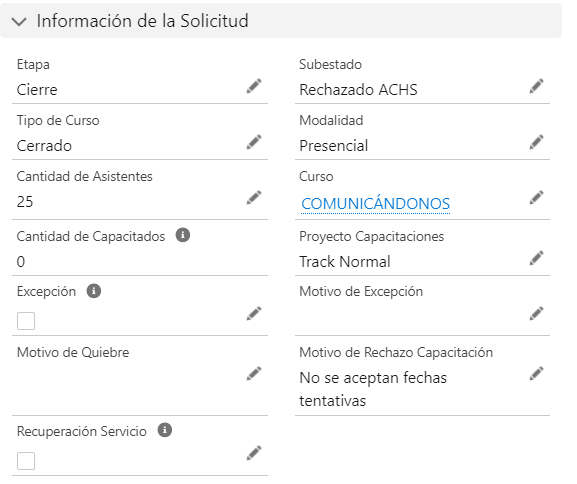 Información de la Solicitud
Etapa
Cierre
Subestado
Rechazado ACHS
Tipo de Curso
Cerrado
Modalidad
Presencial
Cantidad de Asistentes
25
Curso
COMUNICÁNDONOS
Cantidad de Capacitados
0
Proyecto Capacitaciones
Track Normal
Excepción
Motivo de Excepción
Motivo de Quiebre
Motivo de Rechazo Capacitación
No se aceptan fechas
tentativas
Recuperación Servicio